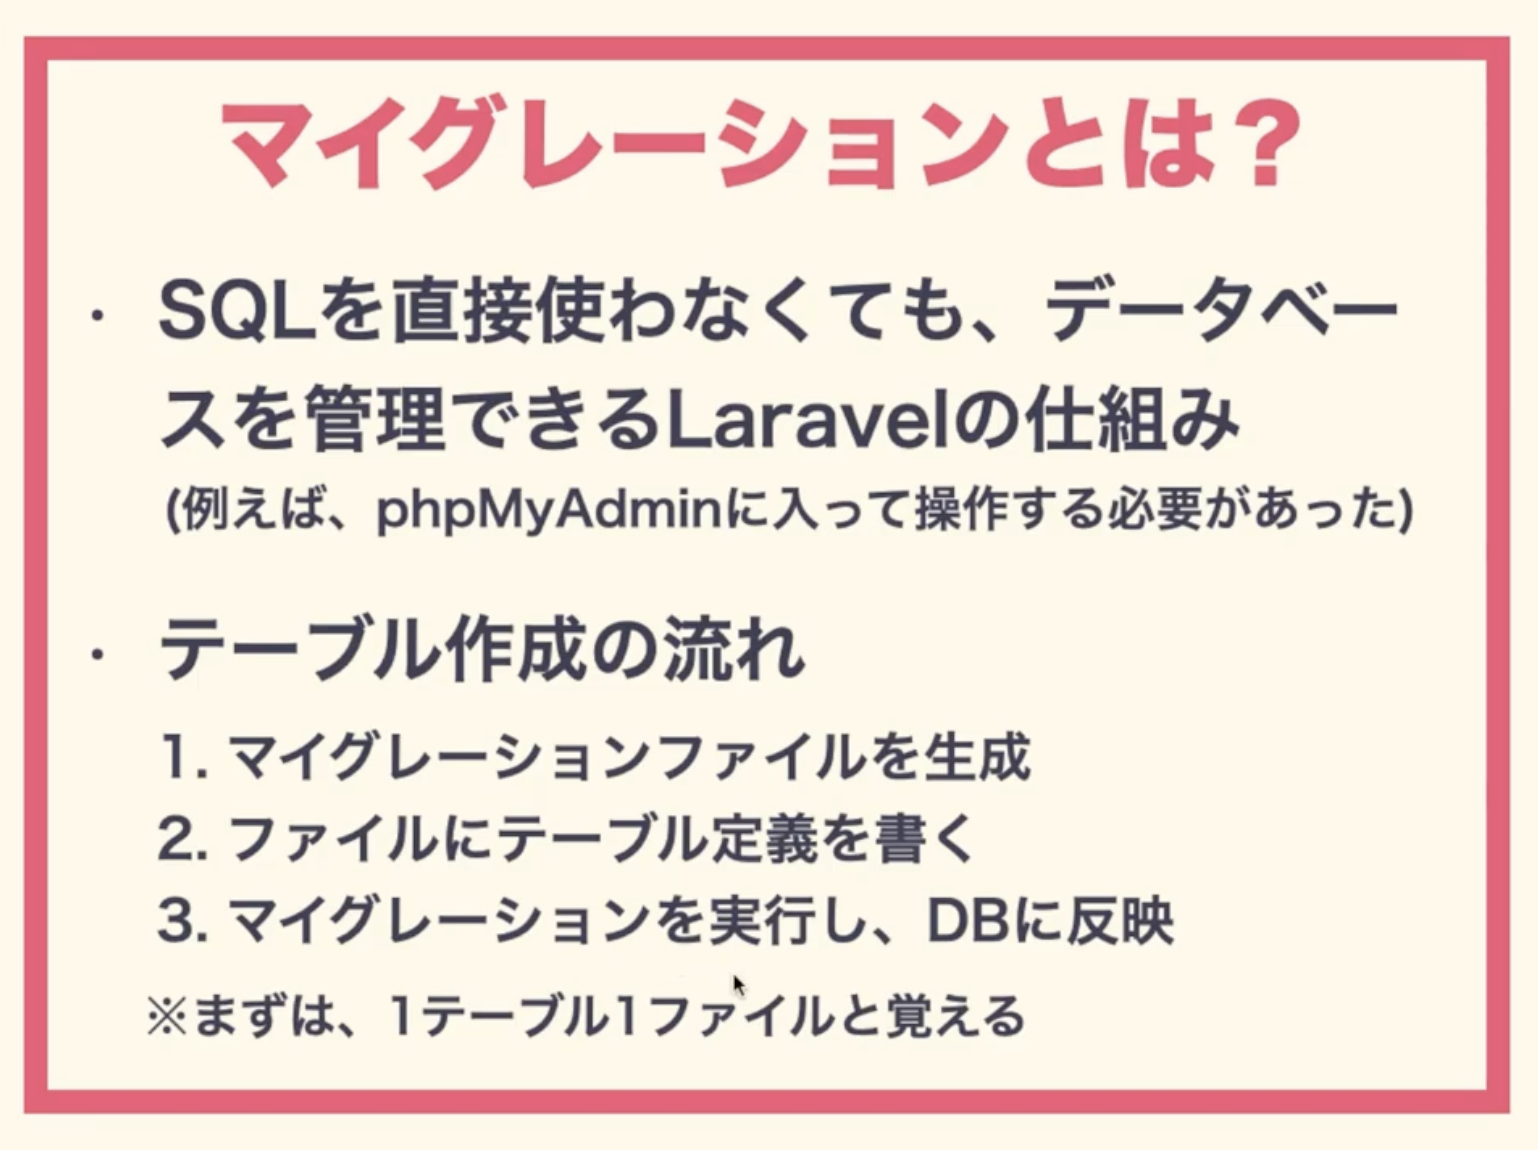 マイグレーションとは？
・ SQLを直接使わなくても、データベー
スを管理できるLaravelの仕組み
(例えば、phpMyAdminに入って操作する必要があった)
・ テーブル作成の流れ
1. マイグレーションファイルを生成
2. ファイルにテーブル定義を書く
3. マイグレーションを実行し、DBに反映
※まずは、1テーブル1ファイルと覚える